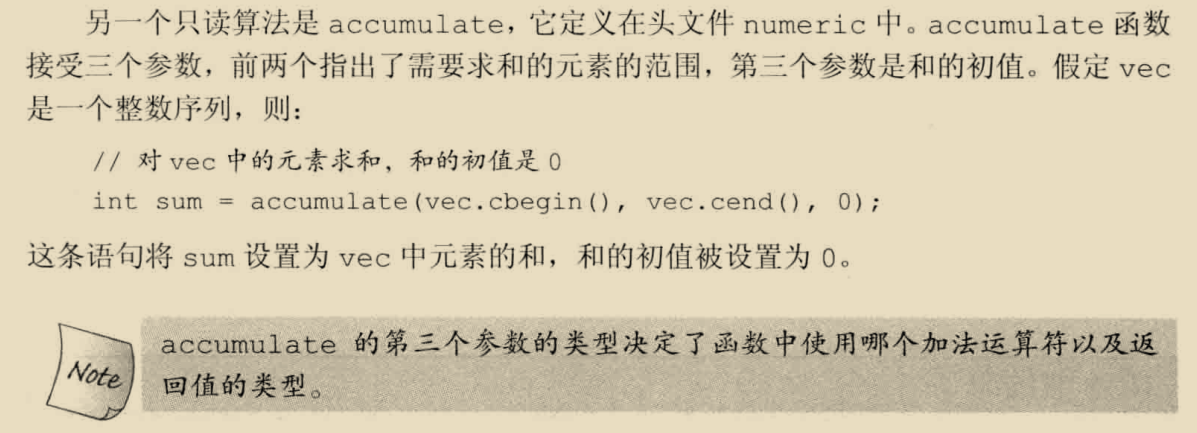 另一个只读算法是 accumulate，它定义在头文件 numeric 中。accumulate 函数
接受三个参数，前两个指出了需要求和的元素的范围，第三个参数是和的初值。假定 vec
是一个整数序列，则：
// 对 vec 中的元素求和，和的初值是 0
int sum = accumulate(vec.cbegin(), vec.cend(), 0);
这条语句将 sum 设置为 vec 中元素的和，和的初值被设置为 0。
Note
accumulate 的第三个参数的类型决定了函数中使用哪个加法运算符以及返
回值的类型。